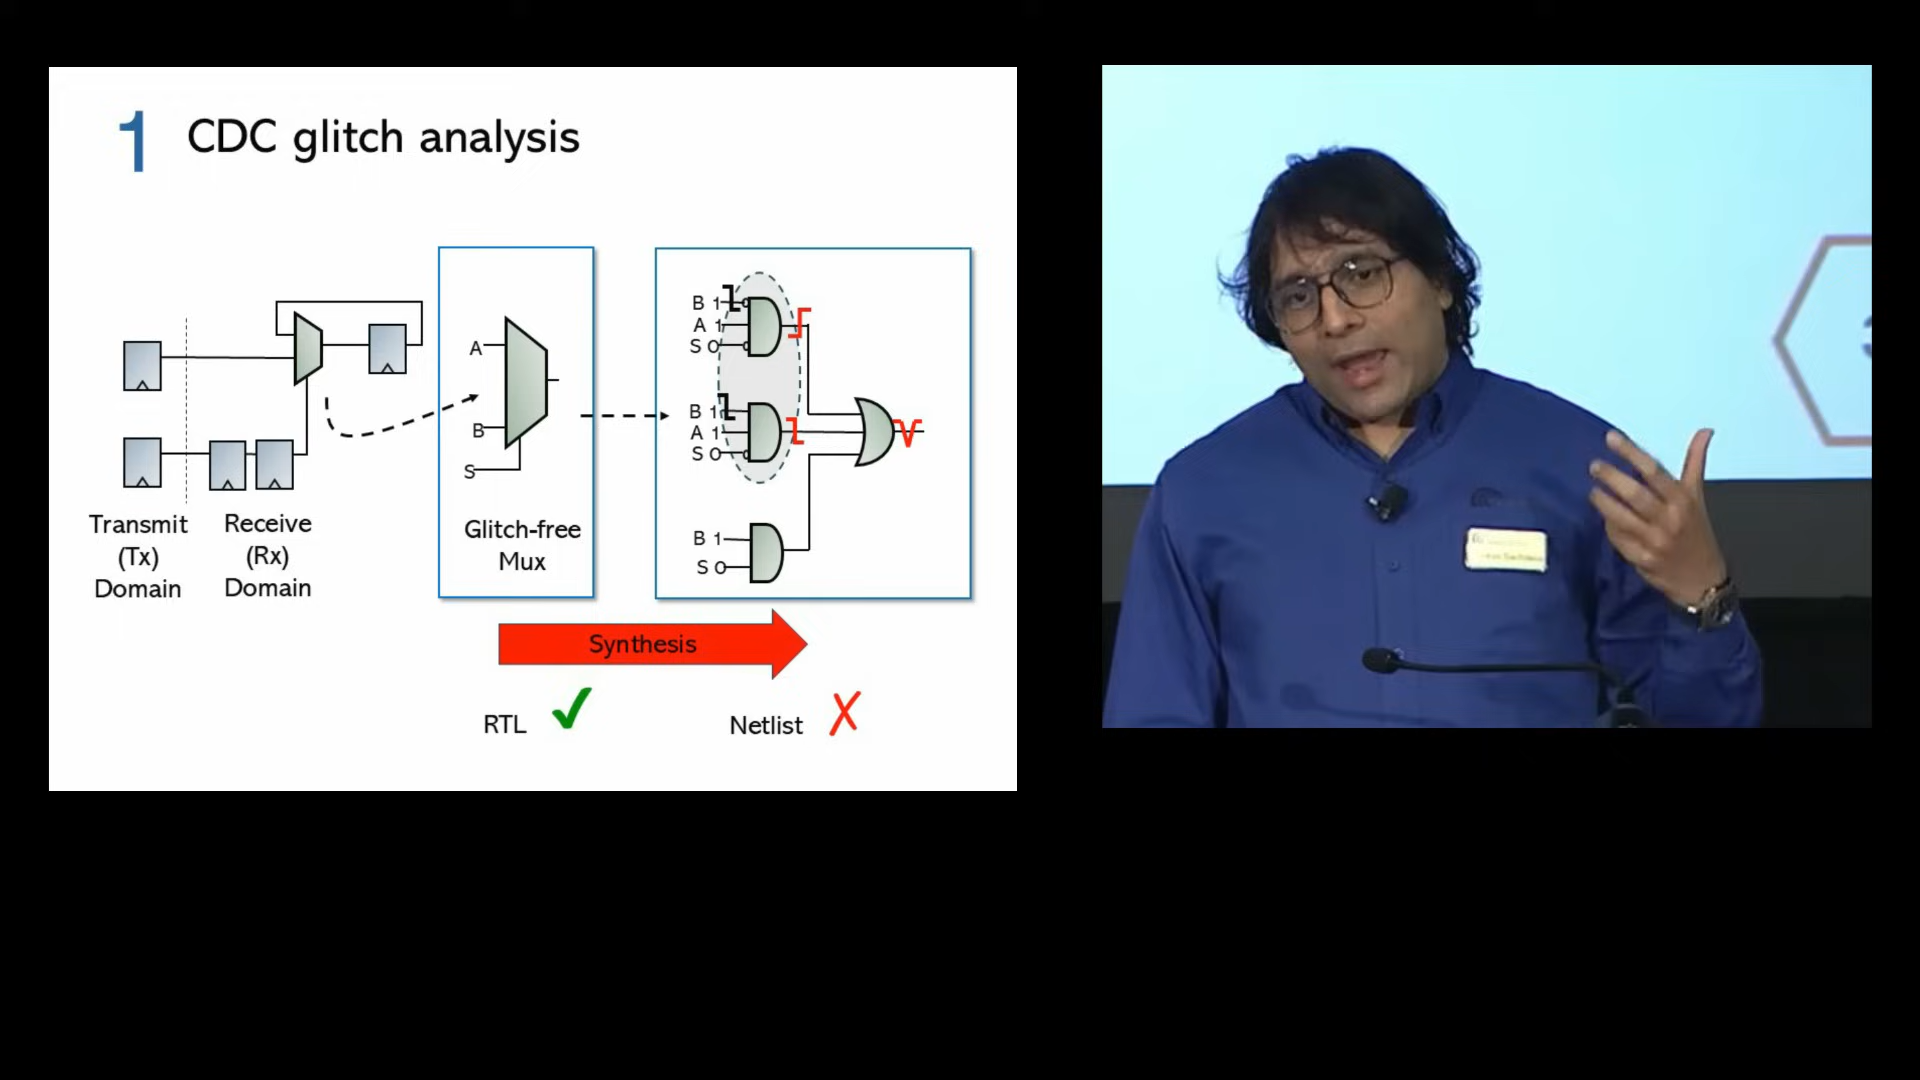 1 CDC glitch analysis
Transmit
(Tx)
Domain
Receive
(Rx)
Domain
A
B
S
Glitch-free
Mux
B 1
A 1
S 0
B 1
A 1
S 0
B 1
S 0
Synthesis
RTL
Netlist